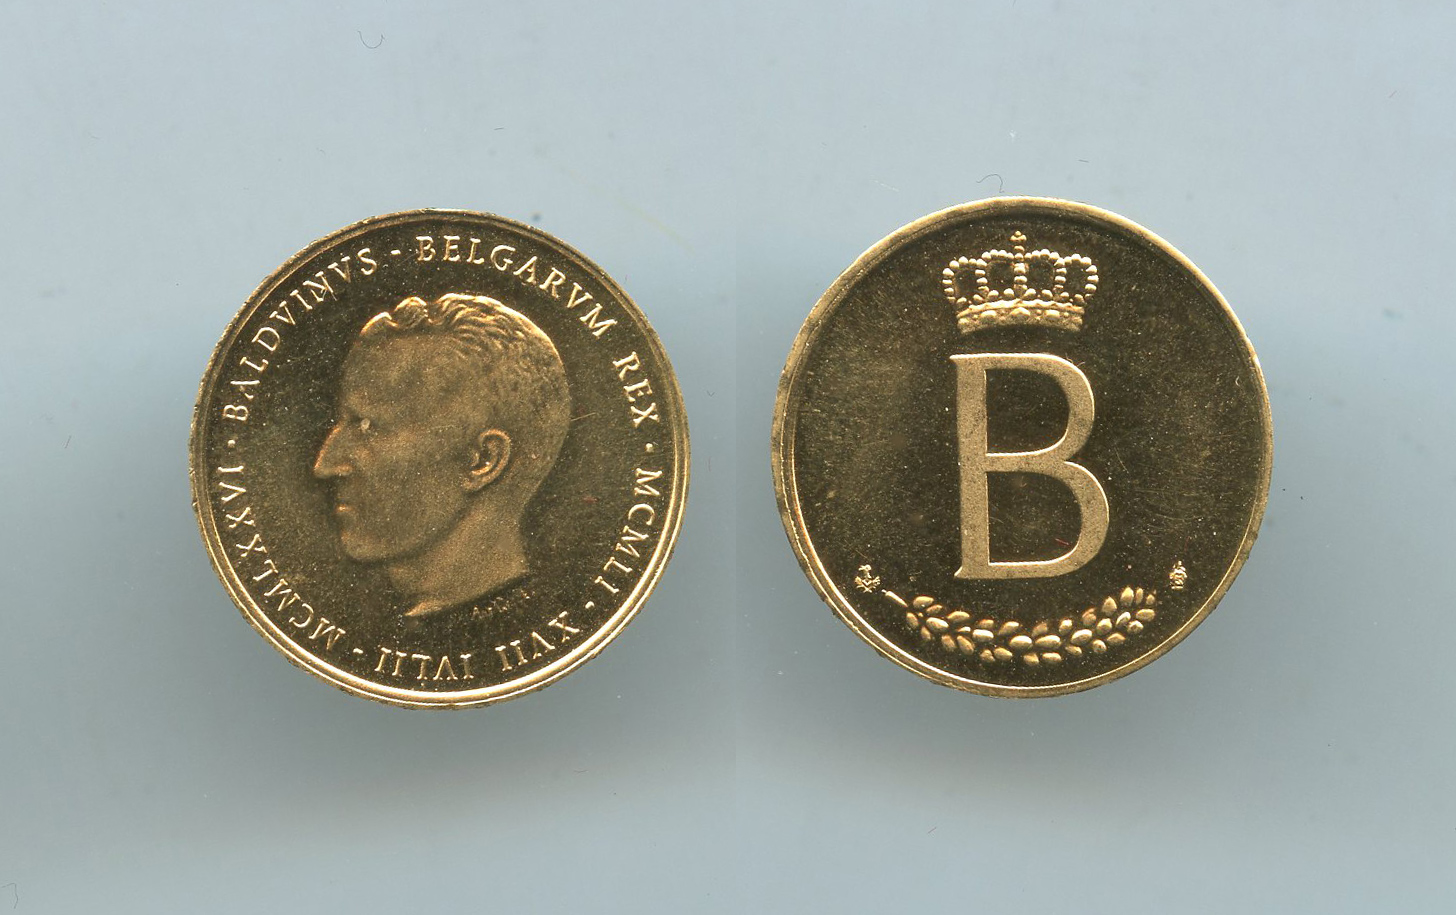 BALDVINVS · BELGARVM REX · MCMLI · XVII IVLII · MCMLXXVI
B